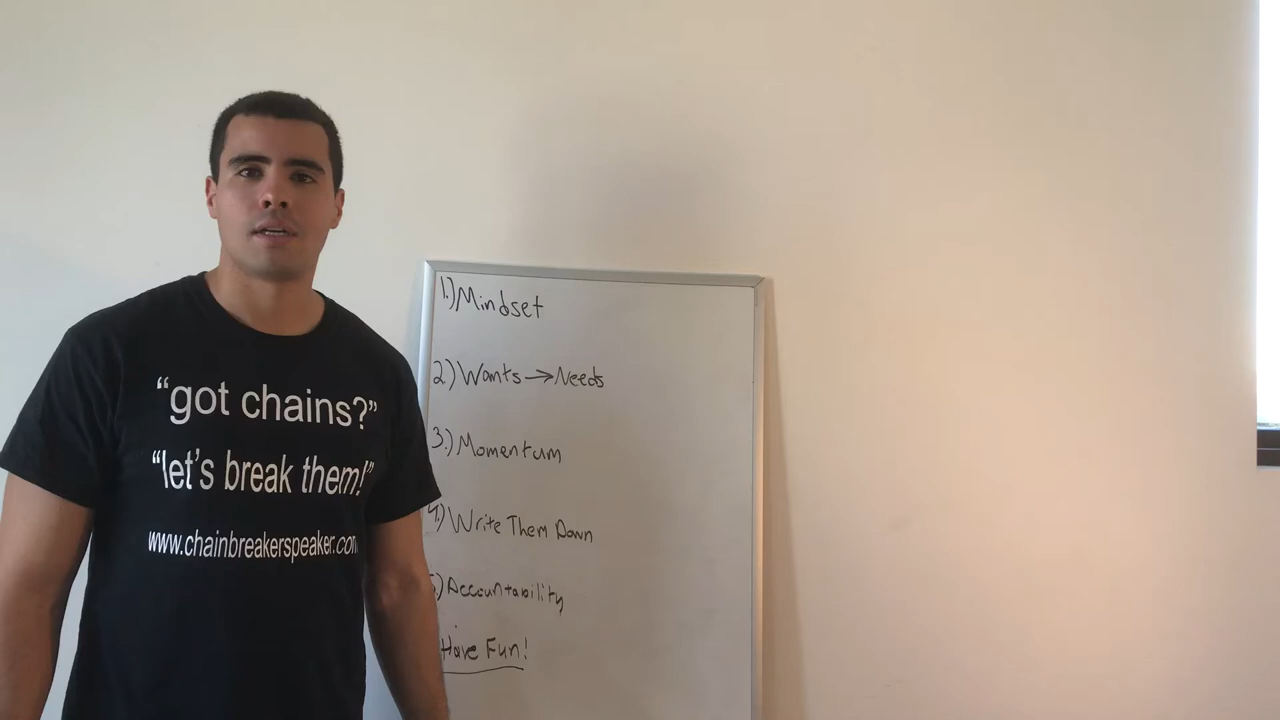 “got chains?”
“let’s break them!”
www.chainbreakerspeaker.com
1.) Mindset
2.) Wants → Needs
3.) Momentum
4.) Write Them Down
5.) Accountability
Have Fun!